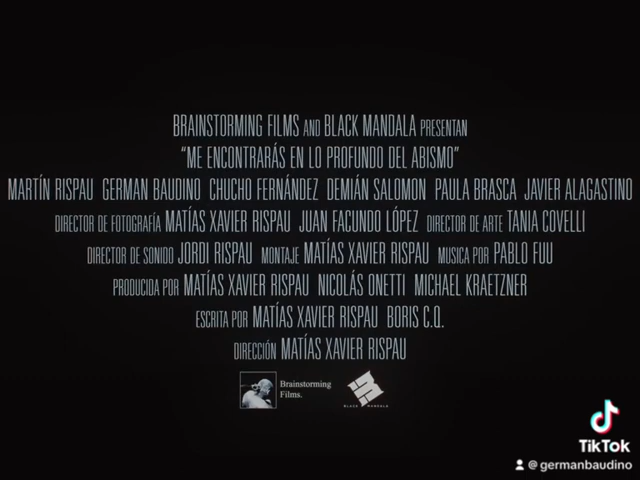 BRAINSTORMING FILMS AND BLACK MANDALA PRESENTAN
“ME ENCONTRARÁS EN LO PROFUNDO DEL ABISMO”
MARTÍN RISPAU GERMAN BAUDINO CHUCHO FERNÁNDEZ DEMIÁN SALOMON PAULA BRASCA JAVIER ALAGASTINO
DIRECTOR DE FOTOGRAFÍA MATÍAS XAVIER RISPAU JUAN FACUNDO LÓPEZ DIRECTOR DE ARTE TANIA COVELLI
DIRECTOR DE SONIDO JORDI RISPAU MONTAJE MATÍAS XAVIER RISPAU MUSICA POR PABLO FUU
PRODUCIDA POR MATÍAS XAVIER RISPAU NICOLÁS ONETTI MICHAEL KRAETZNER
ESCRITA POR MATÍAS XAVIER RISPAU BORIS C.Q.
DIRECCIÓN MATÍAS XAVIER RISPAU
Brainstorming
Films.
BLACK MANDALA
TikTok
@germanbaudino